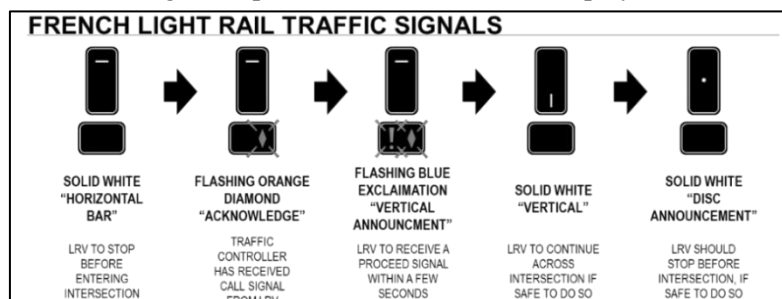 FRENCH LIGHT RAIL TRAFFIC SIGNALS
!
SOLID WHITE
"HORIZONTAL
BAR"
LRV TO STOP
BEFORE
ENTERING
INTERSECTION
FLASHING ORANGE
DIAMOND
"ACKNOWLEDGE"
TRAFFIC
CONTROLLER
HAS RECEIVED
CALL SIGNAL
FROM LRV
FLASHING BLUE
EXCLAIMATION
"VERTICAL
ANNOUNCMENT"
LRV TO RECEIVE A
PROCEED SIGNAL
WITHIN A FEW
SECONDS
SOLID WHITE
"VERTICAL"
LRV TO CONTINUE
ACROSS
INTERSECTION IF
SAFE TO DO SO
SOLID WHITE
"DISC
ANNOUNCEMENT"
LRV SHOULD
STOP BEFORE
INTERSECTION, IF
SAFE TO DO SO